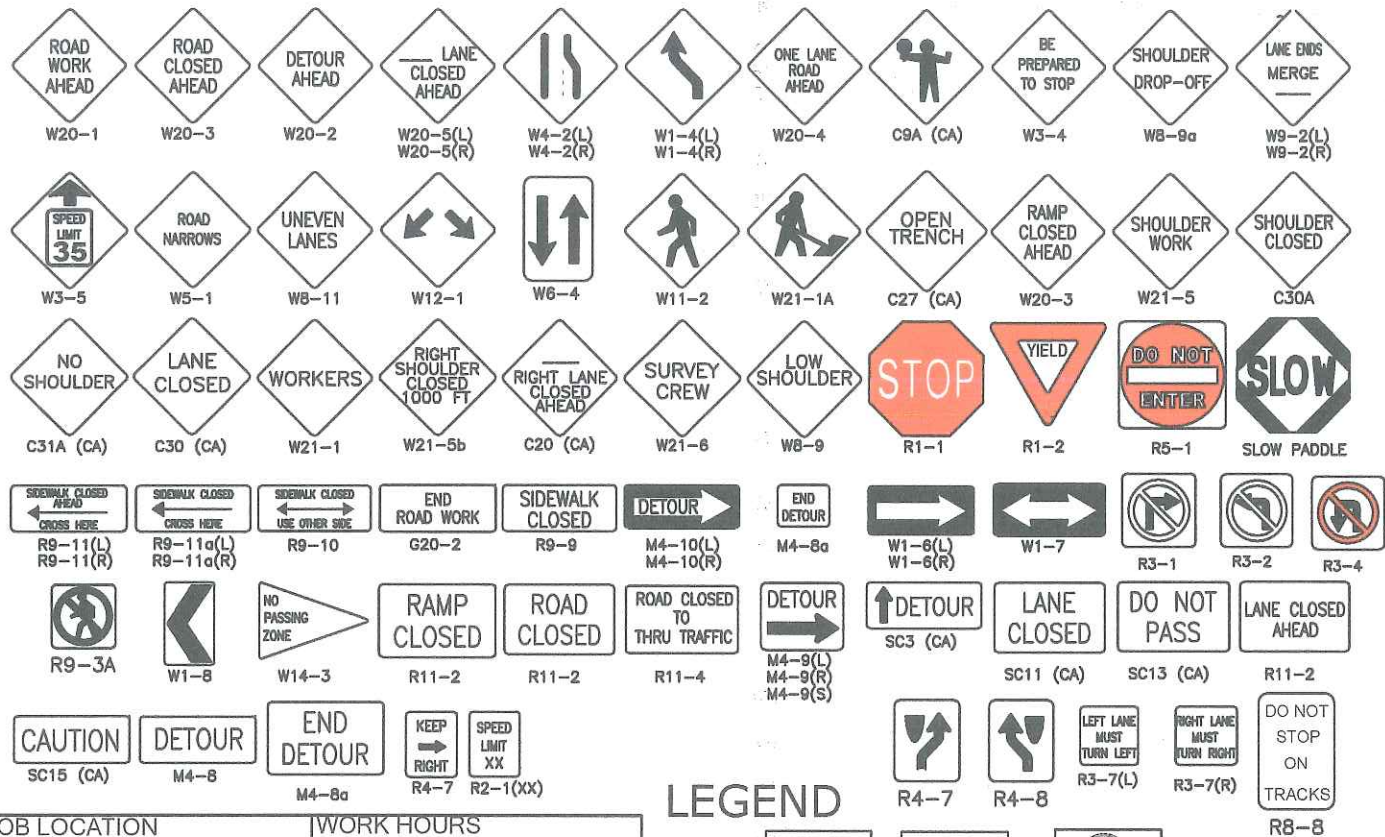 ROAD
WORK
AHEAD
W20-1
ROAD
CLOSED
AHEAD
W20-3
DETOUR
AHEAD
W20-2
___ LANE
CLOSED
AHEAD
W20-5(L)
W20-5(R)
W4-2(L)
W4-2(R)
W1-4(L)
W1-4(R)
ONE LANE
ROAD
AHEAD
W20-4
C9A (CA)
BE
PREPARED
TO STOP
W3-4
SHOULDER
DROP-OFF
W8-9a
LANE ENDS
MERGE
W9-2(L)
W9-2(R)
SPEED
LIMIT
35
W3-5
ROAD
NARROWS
W5-1
UNEVEN
LANES
W8-11
W12-1
W6-4
W11-2
W21-1A
OPEN
TRENCH
C27 (CA)
RAMP
CLOSED
AHEAD
W20-3
SHOULDER
WORK
W21-5
SHOULDER
CLOSED
C30A
NO
SHOULDER
C31A (CA)
LANE
CLOSED
C30 (CA)
WORKERS
W21-1
RIGHT
SHOULDER
CLOSED
1000 FT
W21-5b
RIGHT LANE
CLOSED
AHEAD
C20 (CA)
SURVEY
CREW
W21-6
LOW
SHOULDER
W8-9
STOP
R1-1
YIELD
R1-2
DO NOT
ENTER
R5-1
SLOW
SLOW PADDLE
SIDEWALK CLOSED
AHEAD
CROSS HERE
R9-11(L)
R9-11(R)
SIDEWALK CLOSED
CROSS HERE
R9-11a(L)
R9-11a(R)
SIDEWALK CLOSED
USE OTHER SIDE
R9-10
END
ROAD WORK
G20-2
SIDEWALK
CLOSED
R9-9
DETOUR
M4-10(L)
M4-10(R)
END
DETOUR
M4-8a
W1-6(L)
W1-6(R)
W1-7
R3-1
R3-2
R3-4
R9-3A
W1-8
NO
PASSING
ZONE
W14-3
RAMP
CLOSED
R11-2
ROAD
CLOSED
R11-2
ROAD CLOSED
TO
THRU TRAFFIC
R11-4
DETOUR
M4-9(L)
M4-9(R)
M4-9(S)
DETOUR
SC3 (CA)
LANE
CLOSED
SC11 (CA)
DO NOT
PASS
SC13 (CA)
LANE CLOSED
AHEAD
R11-2
CAUTION
SC15 (CA)
DETOUR
M4-8
END
DETOUR
M4-8a
KEEP
RIGHT
R4-7
SPEED
LIMIT
XX
R2-1(XX)
R4-7
R4-8
LEFT LANE
MUST
TURN LEFT
R3-7(L)
RIGHT LANE
MUST
TURN RIGHT
R3-7(R)
DO NOT
STOP
ON
TRACKS
R8-8
LEGEND
OB LOCATION
WORK HOURS